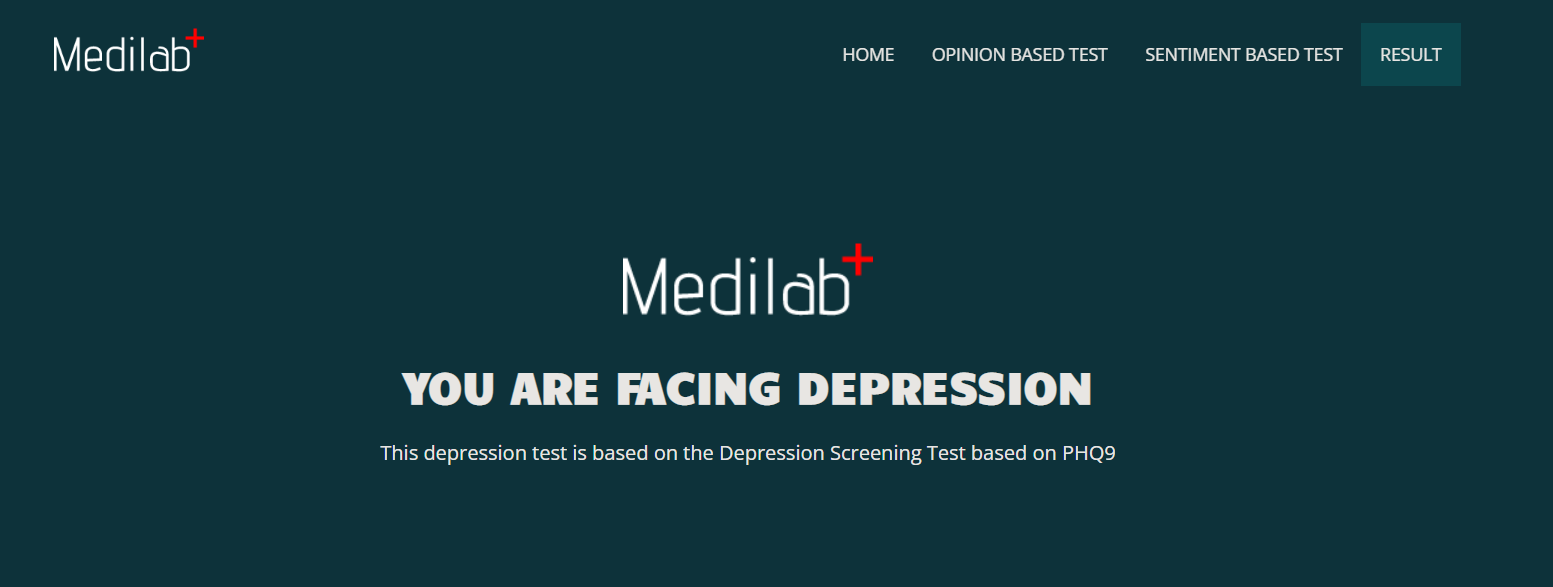 Medilab+
HOME OPINION BASED TEST SENTIMENT BASED TEST RESULT
Medilab+
YOU ARE FACING DEPRESSION
This depression test is based on the Depression Screening Test based on PHQ9